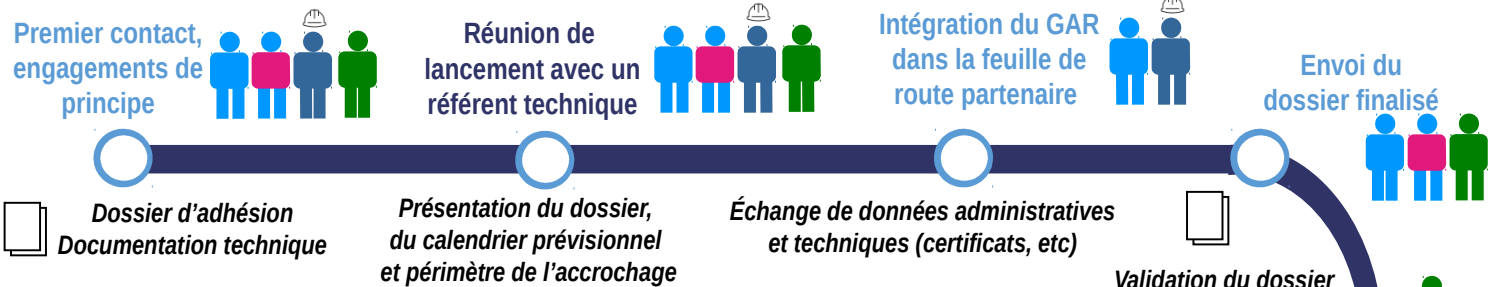 Premier contact,
engagements de
principe
Réunion de
lancement avec un
référent technique
Intégration du GAR
dans la feuille de
route partenaire
Envoi du
dossier finalisé
Dossier d'adhésion
Documentation technique
Présentation du dossier,
du calendrier prévisionnel
et périmètre de l'accrochage
Échange de données administratives
et techniques (certificats, etc)
Validation du dossier